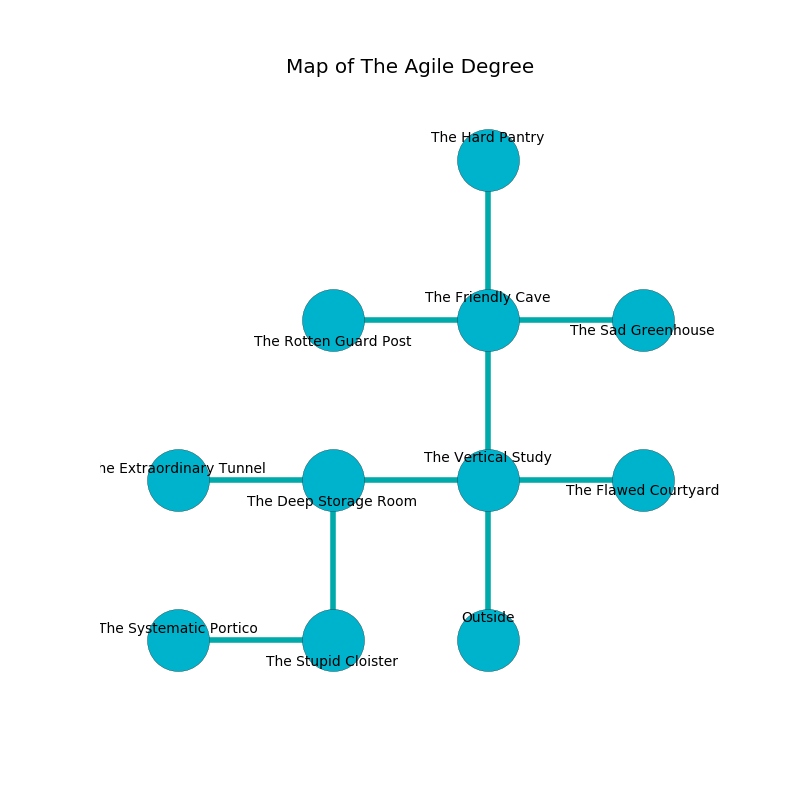 Map of The Agile Degree
The Hard Pantry
The Friendly Cave
The Sad Greenhouse
The Rotten Guard Post
The Vertical Study
he Extraordinary Tunnel
The Flawed Courtyard
The Deep Storage Room
Outside
The Systematic Portico
The Stupid Cloister